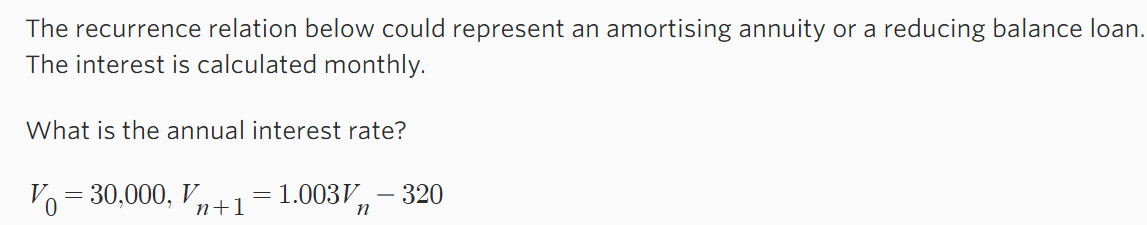 The recurrence relation below could represent an amortising annuity or a reducing balance loan.
The interest is calculated monthly.
What is the annual interest rate?
V₀ = 30,000, Vₙ₊₁ = 1.003Vₙ − 320